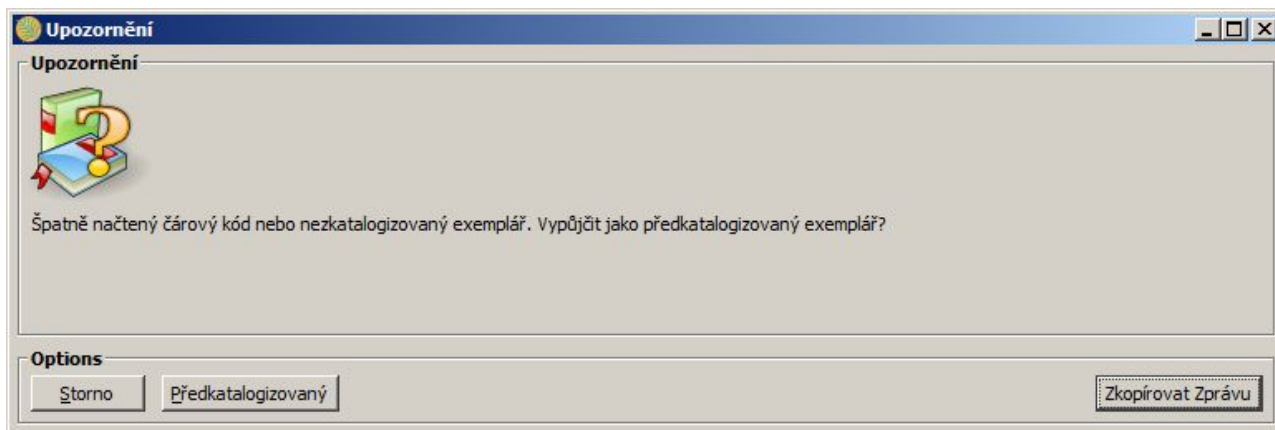 Upozornění
Upozornění
Špatně načtený čárový kód nebo nezkatalogizovaný exemplář. Vypůjčit jako předkatalogizovaný exemplář?
Options
Storno Předkatalogizovaný Zkopírovat Zprávu